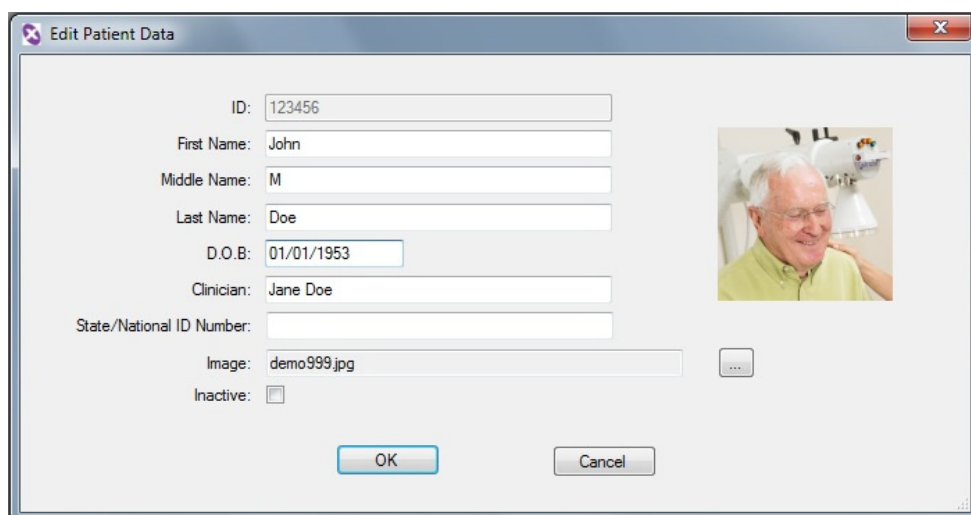 Edit Patient Data
ID: 123456
First Name: John
Middle Name: M
Last Name: Doe
D.O.B: 01/01/1953
Clinician: Jane Doe
State/National ID Number:
Image: demo999.jpg ...
Inactive:
OK Cancel